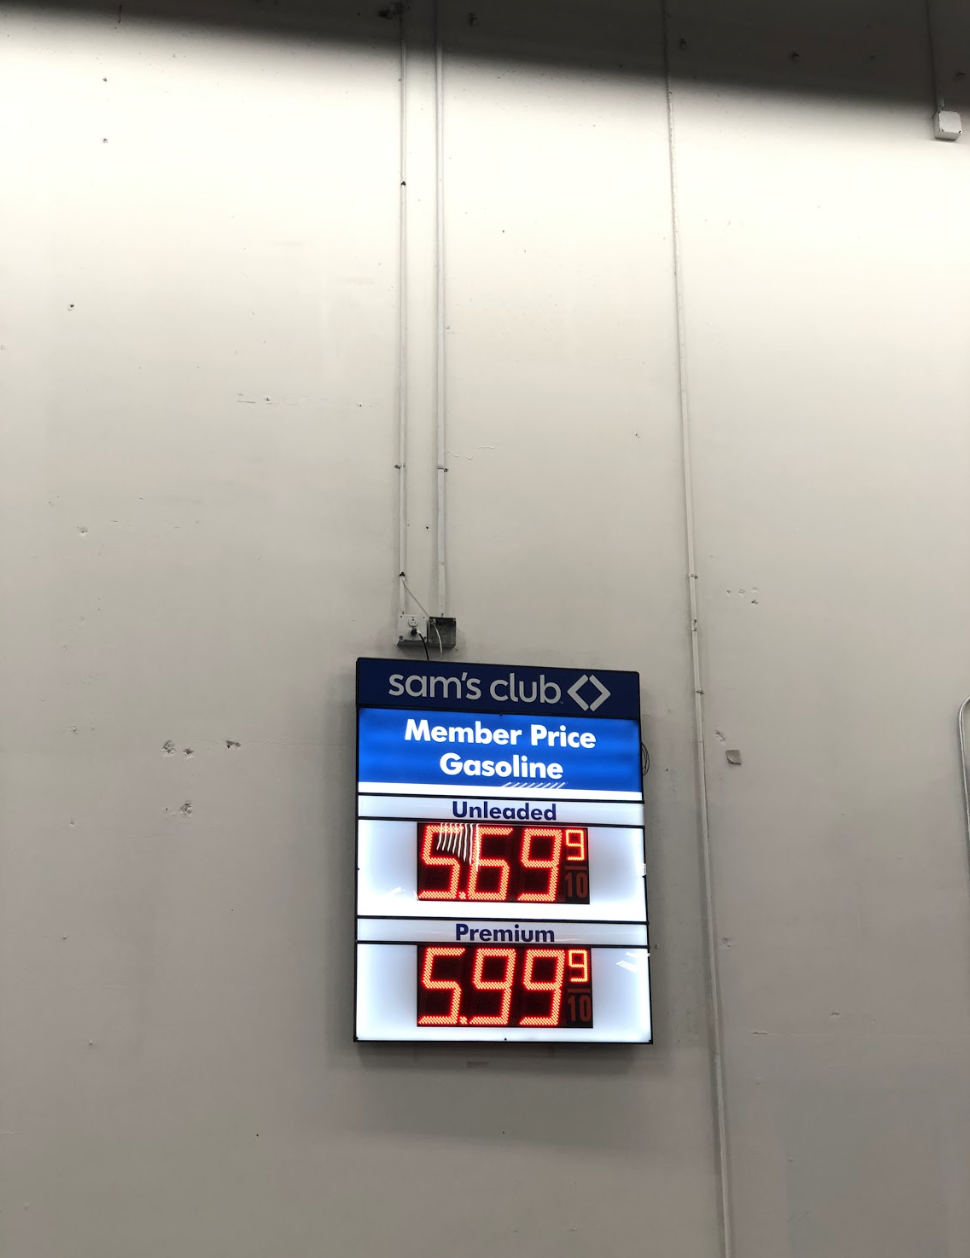 sam's club
Member Price
Gasoline
Unleaded
5.69 9/10
Premium
5.99 9/10